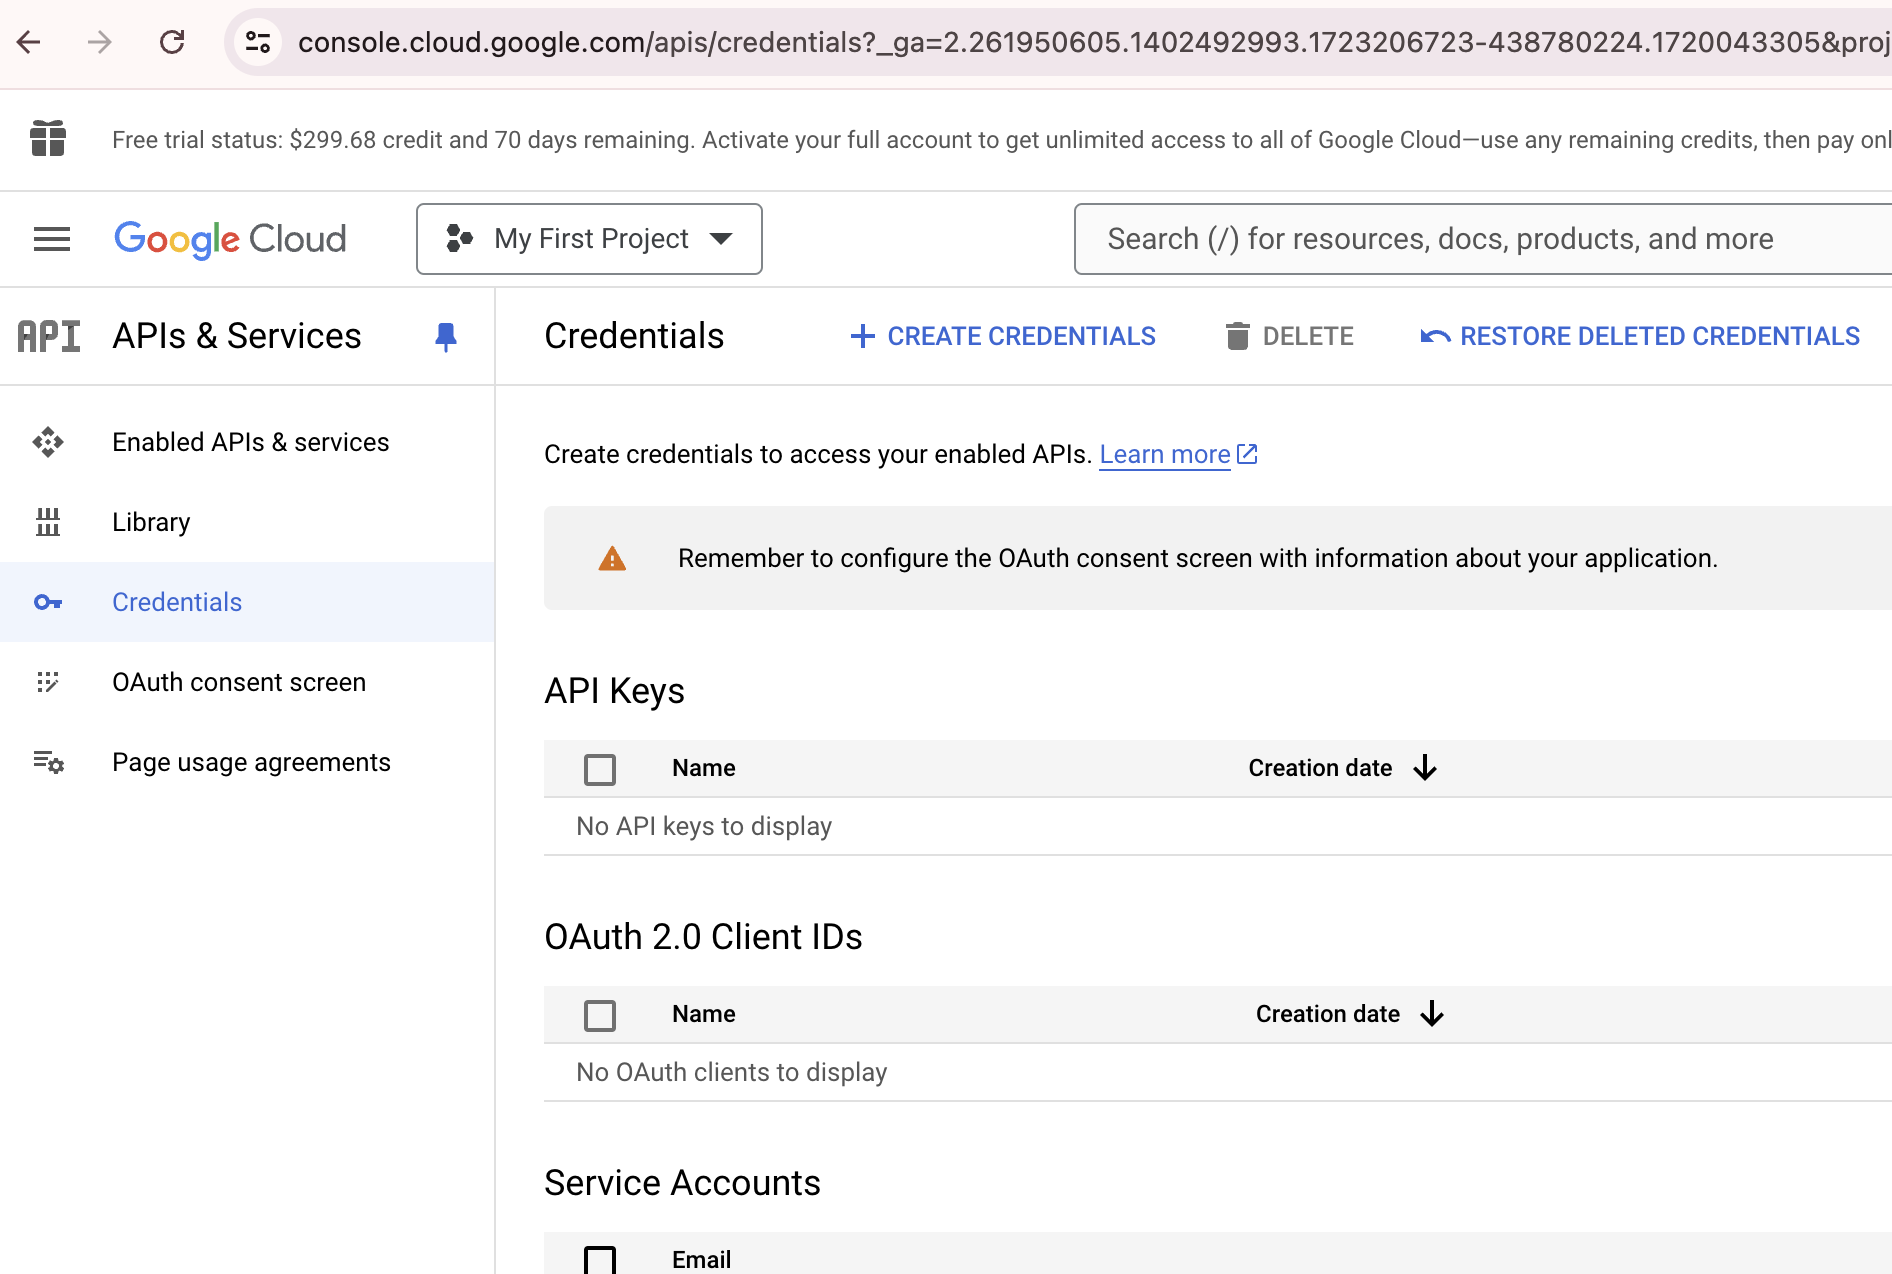 console.cloud.google.com/apis/credentials?_ga=2.261950605.1402492993.1723206723-438780224.1720043305&proj
Free trial status: $299.68 credit and 70 days remaining. Activate your full account to get unlimited access to all of Google Cloud—use any remaining credits, then pay onl
Google Cloud
My First Project
Search (/) for resources, docs, products, and more
API
APIs & Services
Credentials
CREATE CREDENTIALS
DELETE
RESTORE DELETED CREDENTIALS
Enabled APIs & services
Library
Credentials
OAuth consent screen
Page usage agreements
Create credentials to access your enabled APIs. Learn more
Remember to configure the OAuth consent screen with information about your application.
API Keys
Name Creation date
No API keys to display
OAuth 2.0 Client IDs
Name Creation date
No OAuth clients to display
Service Accounts
Email